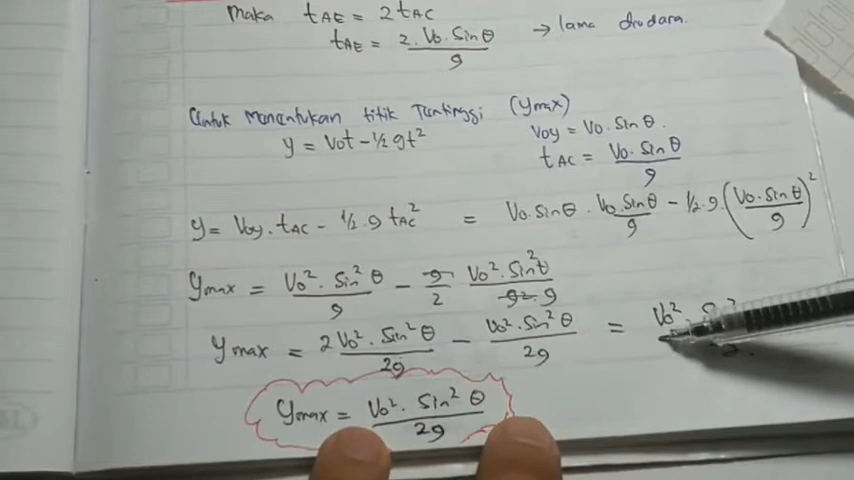 Maka tAE = 2 tAC
tAE = 2. Vo. Sin θ / g → lama diudara.
Untuk Menentukan titik Tertinggi (Ymax)
y = Vot - 1/2 gt²
Voy = Vo. Sin θ.
tAC = Vo. Sin θ / g
y = Voy. tAC - 1/2. g tAC² = Vo. Sin θ. Vo. Sin θ / g - 1/2. g. (Vo. Sin θ / g)²
Ymax = Vo². Sin² θ / g - g/2 Vo². Sin² θ / g². g
Ymax = 2 Vo². Sin² θ / 2g - Vo². Sin² θ / 2g = Vo².
Ymax = Vo². Sin² θ / 2g